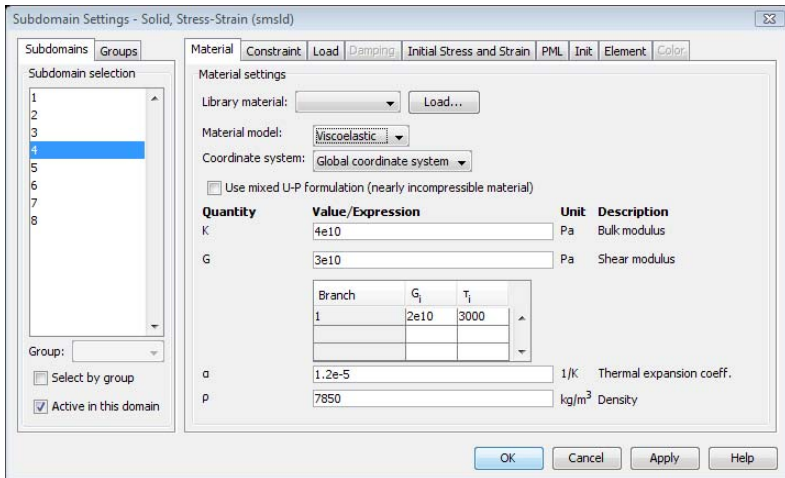 Subdomain Settings - Solid, Stress-Strain (smsld)
Subdomains Groups
Subdomain selection
1
2
3
4
5
6
7
8
Group:
Select by group
Active in this domain
Material Constraint Load Damping Initial Stress and Strain PML Init Element Color
Material settings
Library material: Load...
Material model: Viscoelastic
Coordinate system: Global coordinate system
Use mixed U-P formulation (nearly incompressible material)
Quantity Value/Expression Unit Description
K 4e10 Pa Bulk modulus
G 3e10 Pa Shear modulus
Branch Gᵢ τᵢ
1 2e10 3000
α 1.2e-5 1/K Thermal expansion coeff.
ρ 7850 kg/m³ Density
OK Cancel Apply Help